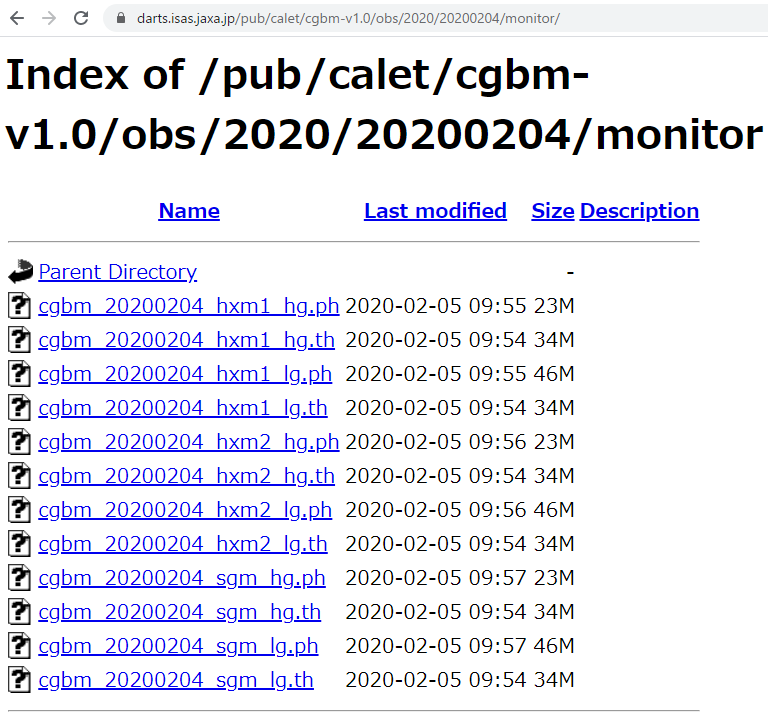 darts.isas.jaxa.jp/pub/calet/cgbm-v1.0/obs/2020/20200204/monitor/
Index of /pub/calet/cgbm-
v1.0/obs/2020/20200204/monitor
Name Last modified Size Description
Parent Directory -
cgbm_20200204_hxm1_hg.ph 2020-02-05 09:55 23M
cgbm_20200204_hxm1_hg.th 2020-02-05 09:54 34M
cgbm_20200204_hxm1_lg.ph 2020-02-05 09:55 46M
cgbm_20200204_hxm1_lg.th 2020-02-05 09:54 34M
cgbm_20200204_hxm2_hg.ph 2020-02-05 09:56 23M
cgbm_20200204_hxm2_hg.th 2020-02-05 09:54 34M
cgbm_20200204_hxm2_lg.ph 2020-02-05 09:56 46M
cgbm_20200204_hxm2_lg.th 2020-02-05 09:54 34M
cgbm_20200204_sgm_hg.ph 2020-02-05 09:57 23M
cgbm_20200204_sgm_hg.th 2020-02-05 09:54 34M
cgbm_20200204_sgm_lg.ph 2020-02-05 09:57 46M
cgbm_20200204_sgm_lg.th 2020-02-05 09:54 34M